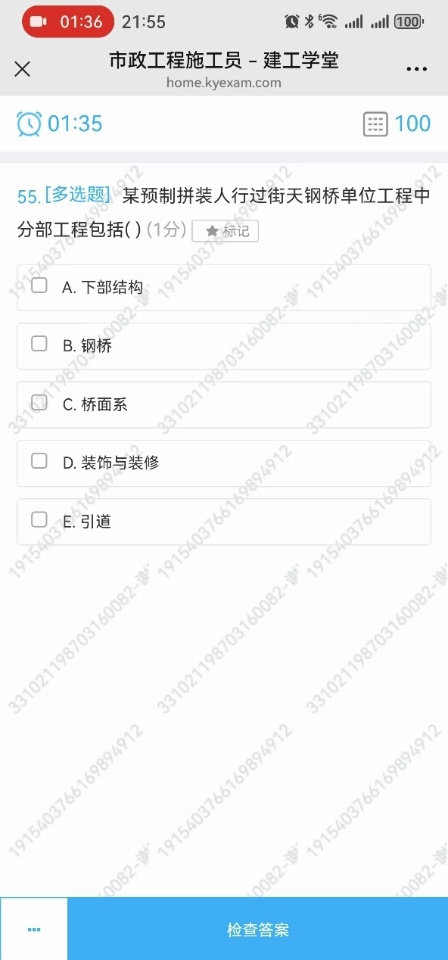 01:36 21:55 100
市政工程施工员 - 建工学堂
home.kyexam.com
01:35 100
55. [多选题] 某预制拼装人行过街天钢桥单位工程中
分部工程包括( ) (1分) 标记
A. 下部结构
B. 钢桥
C. 桥面系
D. 装饰与装修
E. 引道
检查答案
1915403766169894912
331021198703160082-谢